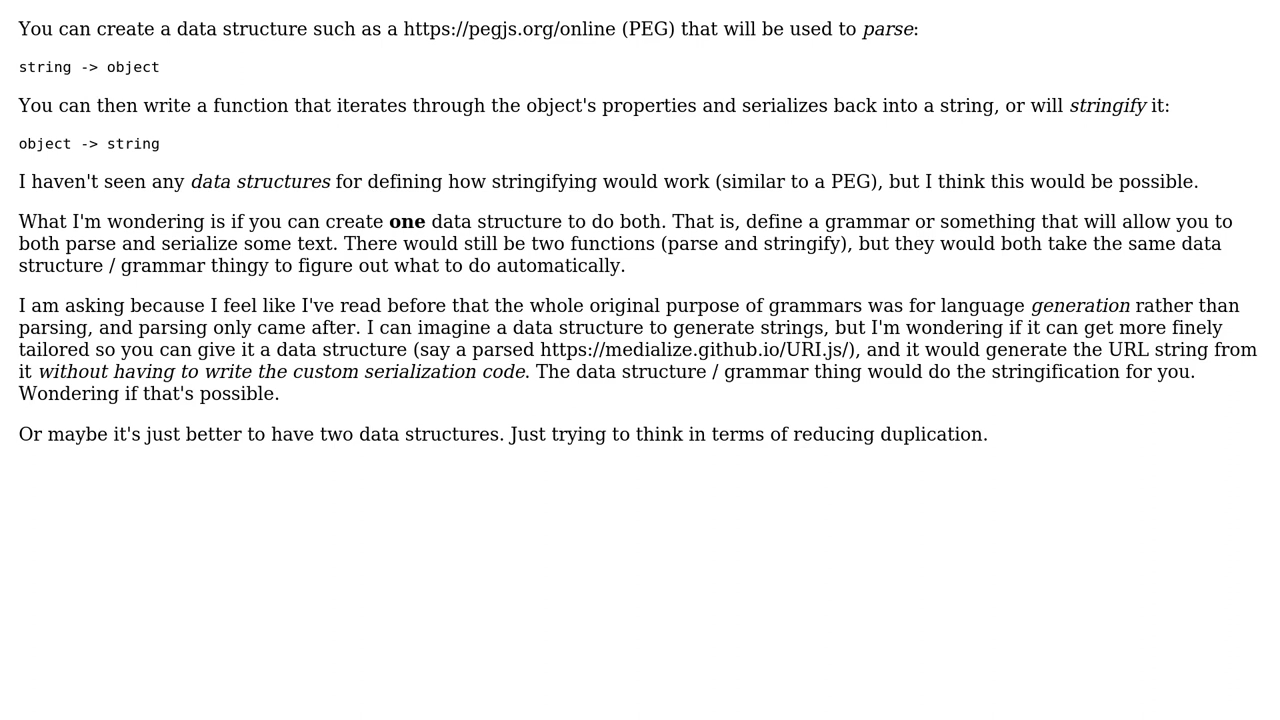 You can create a data structure such as a https://pegjs.org/online (PEG) that will be used to parse:
string -> object
You can then write a function that iterates through the object's properties and serializes back into a string, or will stringify it:
object -> string
I haven't seen any data structures for defining how stringifying would work (similar to a PEG), but I think this would be possible.
What I'm wondering is if you can create one data structure to do both. That is, define a grammar or something that will allow you to
both parse and serialize some text. There would still be two functions (parse and stringify), but they would both take the same data
structure / grammar thingy to figure out what to do automatically.
I am asking because I feel like I've read before that the whole original purpose of grammars was for language generation rather than
parsing, and parsing only came after. I can imagine a data structure to generate strings, but I'm wondering if it can get more finely
tailored so you can give it a data structure (say a parsed https://medialize.github.io/URI.js/), and it would generate the URL string from
it without having to write the custom serialization code. The data structure / grammar thing would do the stringification for you.
Wondering if that's possible.
Or maybe it's just better to have two data structures. Just trying to think in terms of reducing duplication.